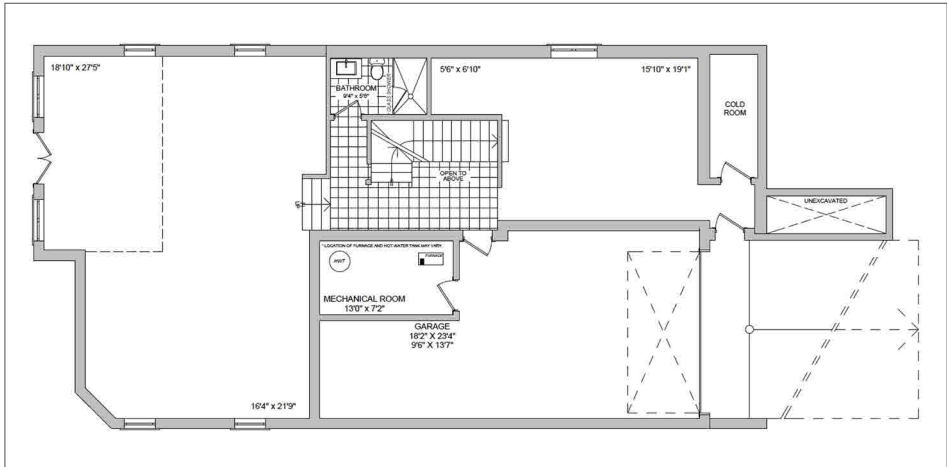 18'10" x 27'5"
5'6" x 6'10"
15'10" x 19'1"
BATHROOM
9'4" x 5'8"
GLASS SHOWER
COLD
ROOM
OPEN TO
ABOVE
UNEXCAVATED
* LOCATION OF FURNACE AND HOT WATER TANK MAY VARY.
HWT
FURNACE
MECHANICAL ROOM
13'0" x 7'2"
GARAGE
18'2" X 23'4"
9'6" X 13'7"
16'4" x 21'9"